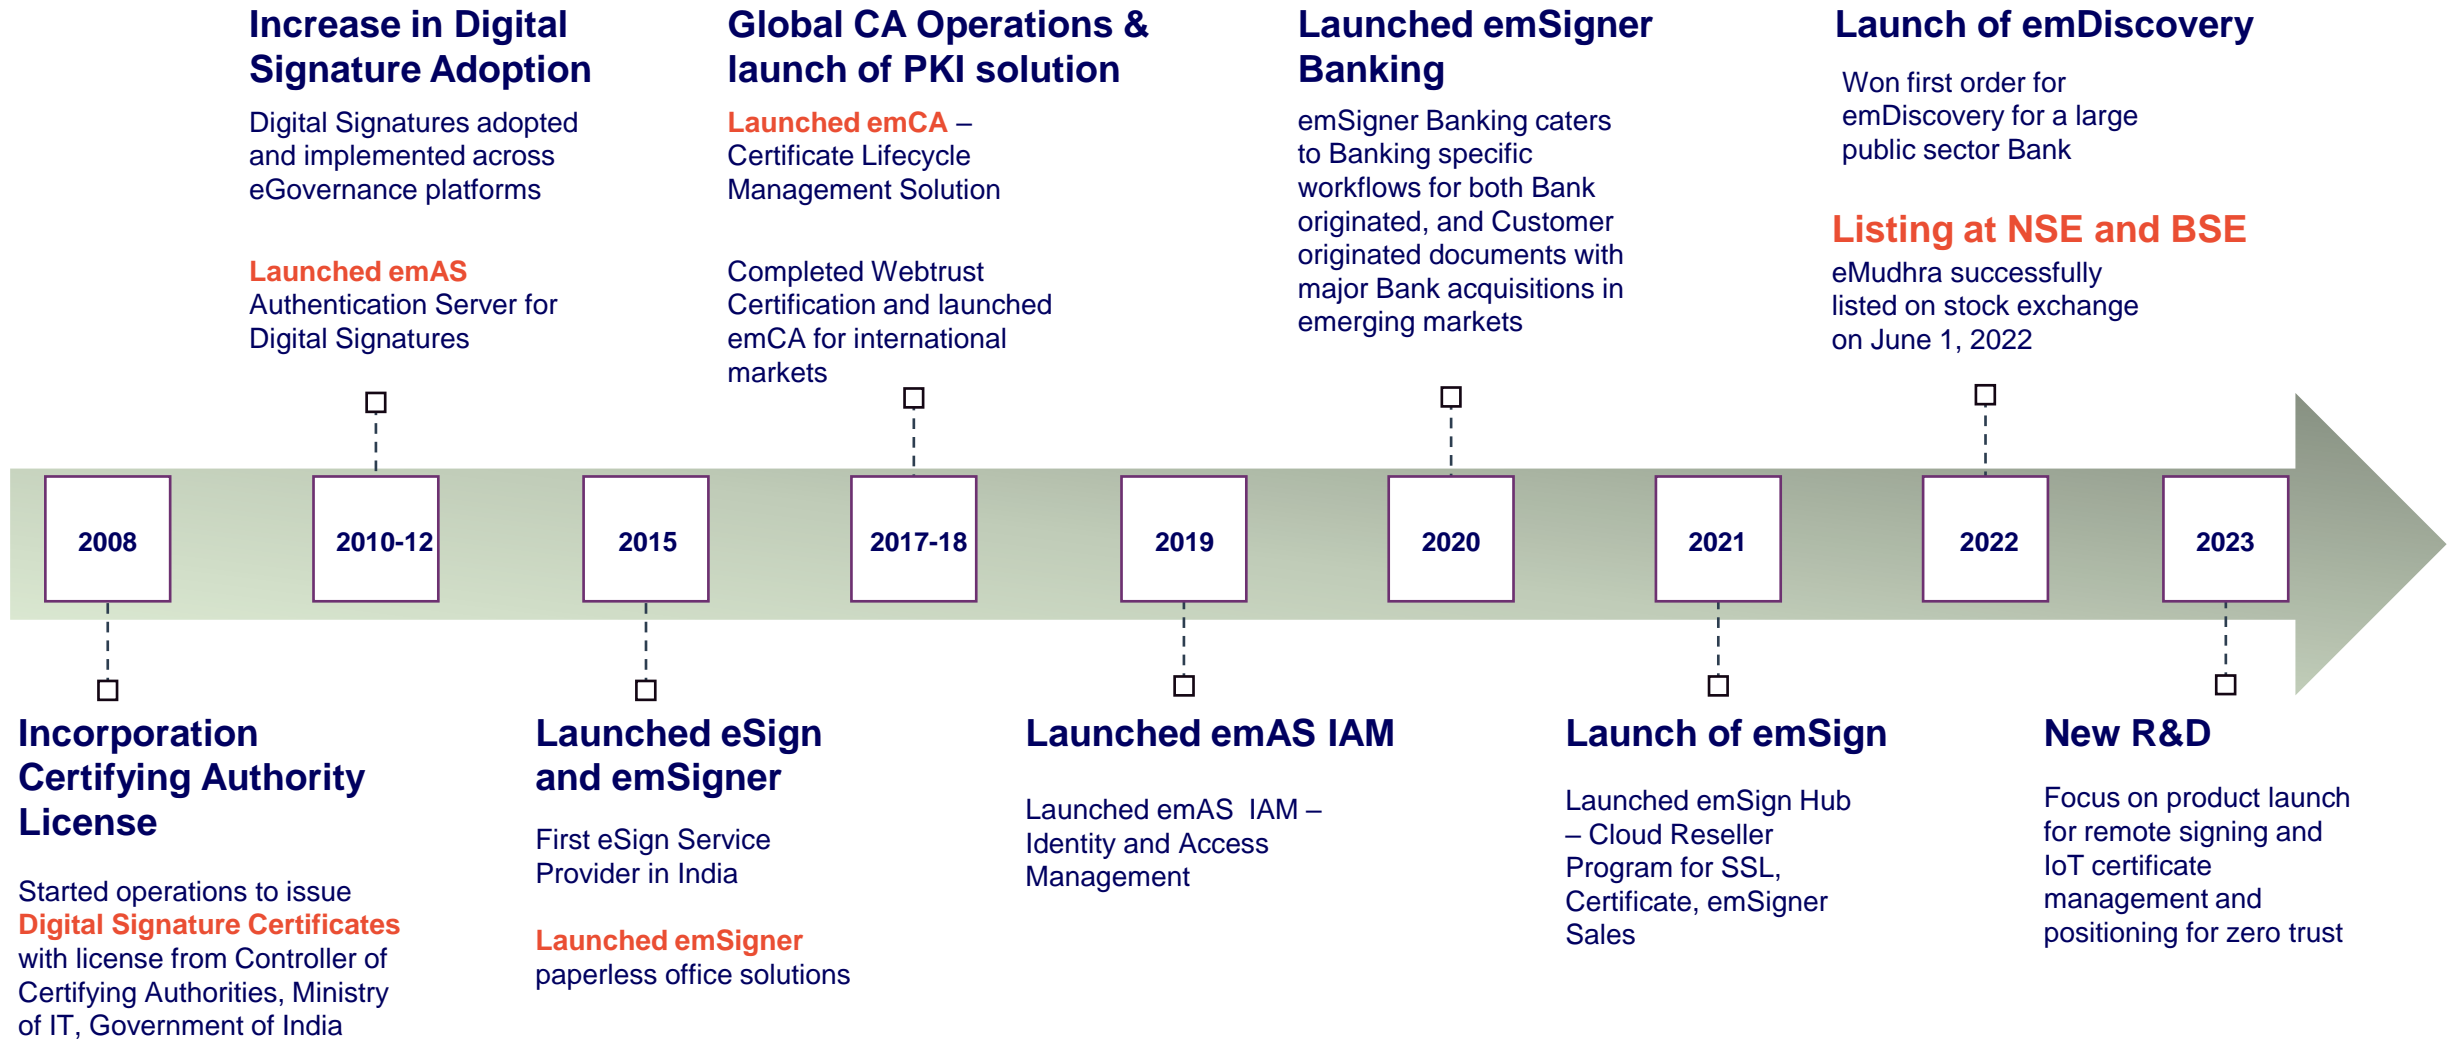 Increase in Digital
Signature Adoption
Digital Signatures adopted
and implemented across
eGovernance platforms
Launched emAS
Authentication Server for
Digital Signatures
Global CA Operations &
launch of PKI solution
Launched emCA –
Certificate Lifecycle
Management Solution
Completed Webtrust
Certification and launched
emCA for international
markets
Launched emSigner
Banking
emSigner Banking caters
to Banking specific
workflows for both Bank
originated, and Customer
originated documents with
major Bank acquisitions in
emerging markets
Launch of emDiscovery
Won first order for
emDiscovery for a large
public sector Bank
Listing at NSE and BSE
eMudhra successfully
listed on stock exchange
on June 1, 2022
2008
2010-12
2015
2017-18
2019
2020
2021
2022
2023
Incorporation
Certifying Authority
License
Started operations to issue
Digital Signature Certificates
with license from Controller of
Certifying Authorities, Ministry
of IT, Government of India
Launched eSign
and emSigner
First eSign Service
Provider in India
Launched emSigner
paperless office solutions
Launched emAS IAM
Launched emAS  IAM –
Identity and Access
Management
Launch of emSign
Launched emSign Hub
– Cloud Reseller
Program for SSL,
Certificate, emSigner
Sales
New R&D
Focus on product launch
for remote signing and
IoT certificate
management and
positioning for zero trust